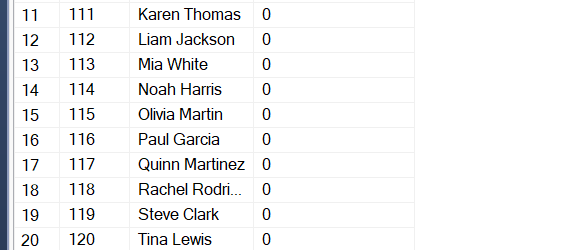 11 111 Karen Thomas 0
12 112 Liam Jackson 0
13 113 Mia White 0
14 114 Noah Harris 0
15 115 Olivia Martin 0
16 116 Paul Garcia 0
17 117 Quinn Martinez 0
18 118 Rachel Rodri... 0
19 119 Steve Clark 0
20 120 Tina Lewis 0